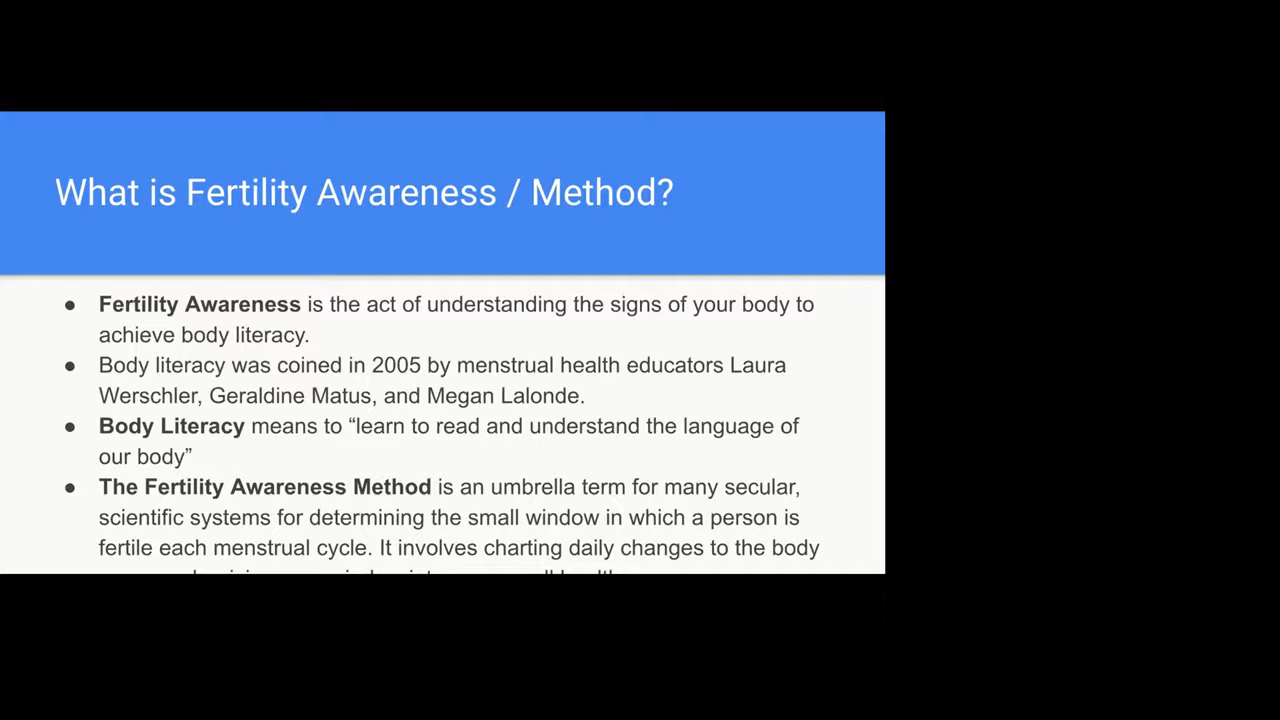 What is Fertility Awareness / Method?
● Fertility Awareness is the act of understanding the signs of your body to
achieve body literacy.
● Body literacy was coined in 2005 by menstrual health educators Laura
Werschler, Geraldine Matus, and Megan Lalonde.
● Body Literacy means to “learn to read and understand the language of
our body”
● The Fertility Awareness Method is an umbrella term for many secular,
scientific systems for determining the small window in which a person is
fertile each menstrual cycle. It involves charting daily changes to the body